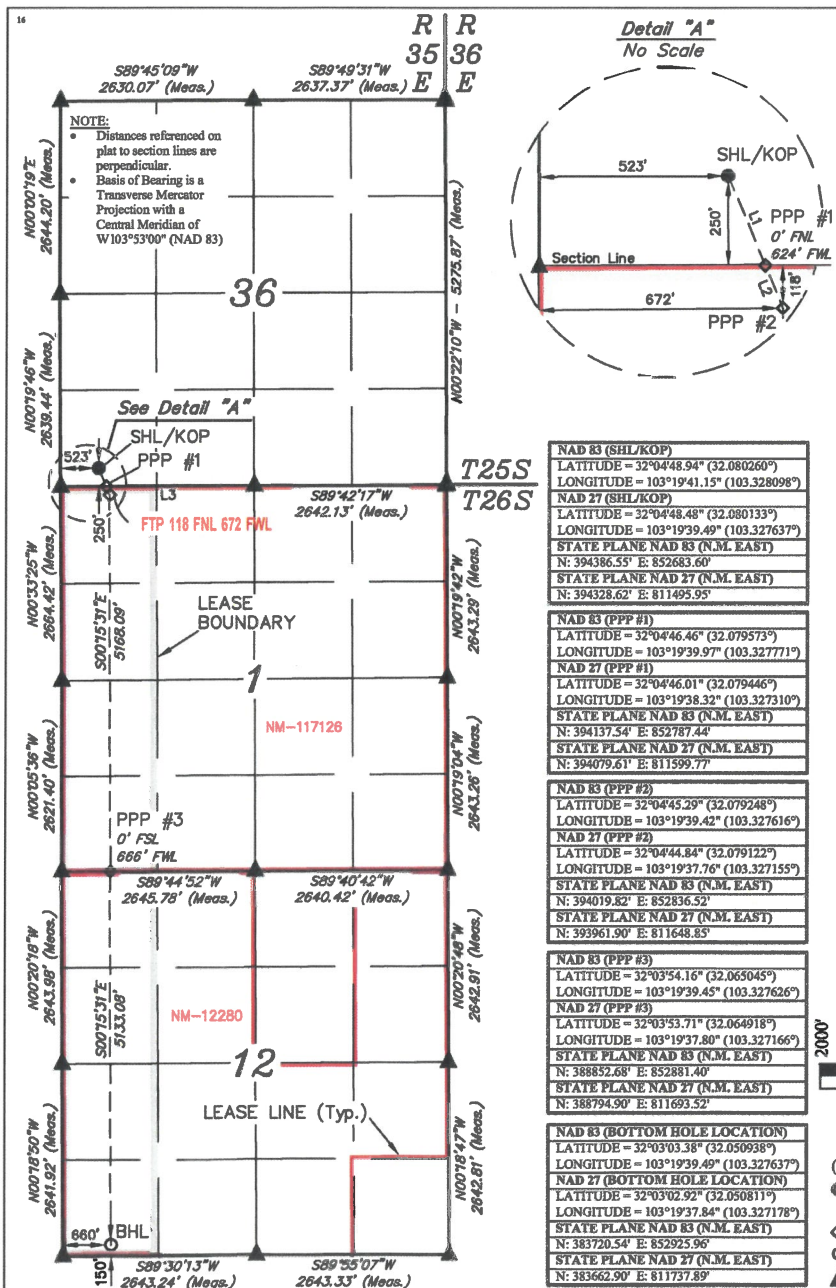 16
R R
35 36
E E
S89°45'09"W
2630.07' (Meas.)
S89°49'31"W
2637.37' (Meas.)
NOTE:
• Distances referenced on
plat to section lines are
perpendicular.
• Basis of Bearing is a
Transverse Mercator
Projection with a
Central Meridian of
W103°53'00" (NAD 83)
N00°00'19"E
2644.20' (Meas.)
N00°22'10"W - 5275.87' (Meas.)
36
N00°19'46"W
2639.44' (Meas.)
See Detail "A"
523'
SHL/KOP
PPP #1
250'
L3
FTP 118 FNL 672 FWL
S89°42'17"W
2642.13' (Meas.)
T25S
T26S
N00°33'25"W
2664.42' (Meas.)
S00°15'31"E
5168.09'
LEASE
BOUNDARY
N00°19'42"W
2643.29' (Meas.)
1
NM-117126
N00°05'36"W
2621.40' (Meas.)
N00°19'04"W
2643.26' (Meas.)
PPP #3
0' FSL
666' FWL
S89°44'52"W
2645.78' (Meas.)
S89°40'42"W
2640.42' (Meas.)
N00°20'18"W
2643.98' (Meas.)
S00°15'31"E
5133.08'
NM-12280
N00°20'48"W
2642.91' (Meas.)
12
LEASE LINE (Typ.)
N00°18'50"W
2641.92' (Meas.)
N00°18'47"W
2642.81' (Meas.)
660'
BHL
150'
S89°30'13"W
2643.24' (Meas.)
S89°55'07"W
2643.33' (Meas.)
Detail "A"
No Scale
523'
SHL/KOP
250'
L1
PPP #1
0' FNL
624' FWL
Section Line
L2
118'
672'
PPP #2
NAD 83 (SHL/KOP)
LATITUDE = 32°04'48.94" (32.080260°)
LONGITUDE = 103°19'41.15" (103.328098°)
NAD 27 (SHL/KOP)
LATITUDE = 32°04'48.48" (32.080133°)
LONGITUDE = 103°19'39.49" (103.327637°)
STATE PLANE NAD 83 (N.M. EAST)
N: 394386.55' E: 852683.60'
STATE PLANE NAD 27 (N.M. EAST)
N: 394328.62' E: 811495.95'
NAD 83 (PPP #1)
LATITUDE = 32°04'46.46" (32.079573°)
LONGITUDE = 103°19'39.97" (103.327771°)
NAD 27 (PPP #1)
LATITUDE = 32°04'46.01" (32.079446°)
LONGITUDE = 103°19'38.32" (103.327310°)
STATE PLANE NAD 83 (N.M. EAST)
N: 394137.54' E: 852787.44'
STATE PLANE NAD 27 (N.M. EAST)
N: 394079.61' E: 811599.77'
NAD 83 (PPP #2)
LATITUDE = 32°04'45.29" (32.079248°)
LONGITUDE = 103°19'39.42" (103.327616°)
NAD 27 (PPP #2)
LATITUDE = 32°04'44.84" (32.079122°)
LONGITUDE = 103°19'37.76" (103.327155°)
STATE PLANE NAD 83 (N.M. EAST)
N: 394019.82' E: 852836.52'
STATE PLANE NAD 27 (N.M. EAST)
N: 393961.90' E: 811648.85'
NAD 83 (PPP #3)
LATITUDE = 32°03'54.16" (32.065045°)
LONGITUDE = 103°19'39.45" (103.327626°)
NAD 27 (PPP #3)
LATITUDE = 32°03'53.71" (32.064918°)
LONGITUDE = 103°19'37.80" (103.327166°)
STATE PLANE NAD 83 (N.M. EAST)
N: 388852.68' E: 852881.40'
STATE PLANE NAD 27 (N.M. EAST)
N: 388794.90' E: 811693.52'
NAD 83 (BOTTOM HOLE LOCATION)
LATITUDE = 32°03'03.38" (32.050938°)
LONGITUDE = 103°19'39.49" (103.327637°)
NAD 27 (BOTTOM HOLE LOCATION)
LATITUDE = 32°03'02.92" (32.050811°)
LONGITUDE = 103°19'37.84" (103.327178°)
STATE PLANE NAD 83 (N.M. EAST)
N: 383720.54' E: 852925.96'
STATE PLANE NAD 27 (N.M. EAST)
N: 383662.90' E: 811737.89'
2000'